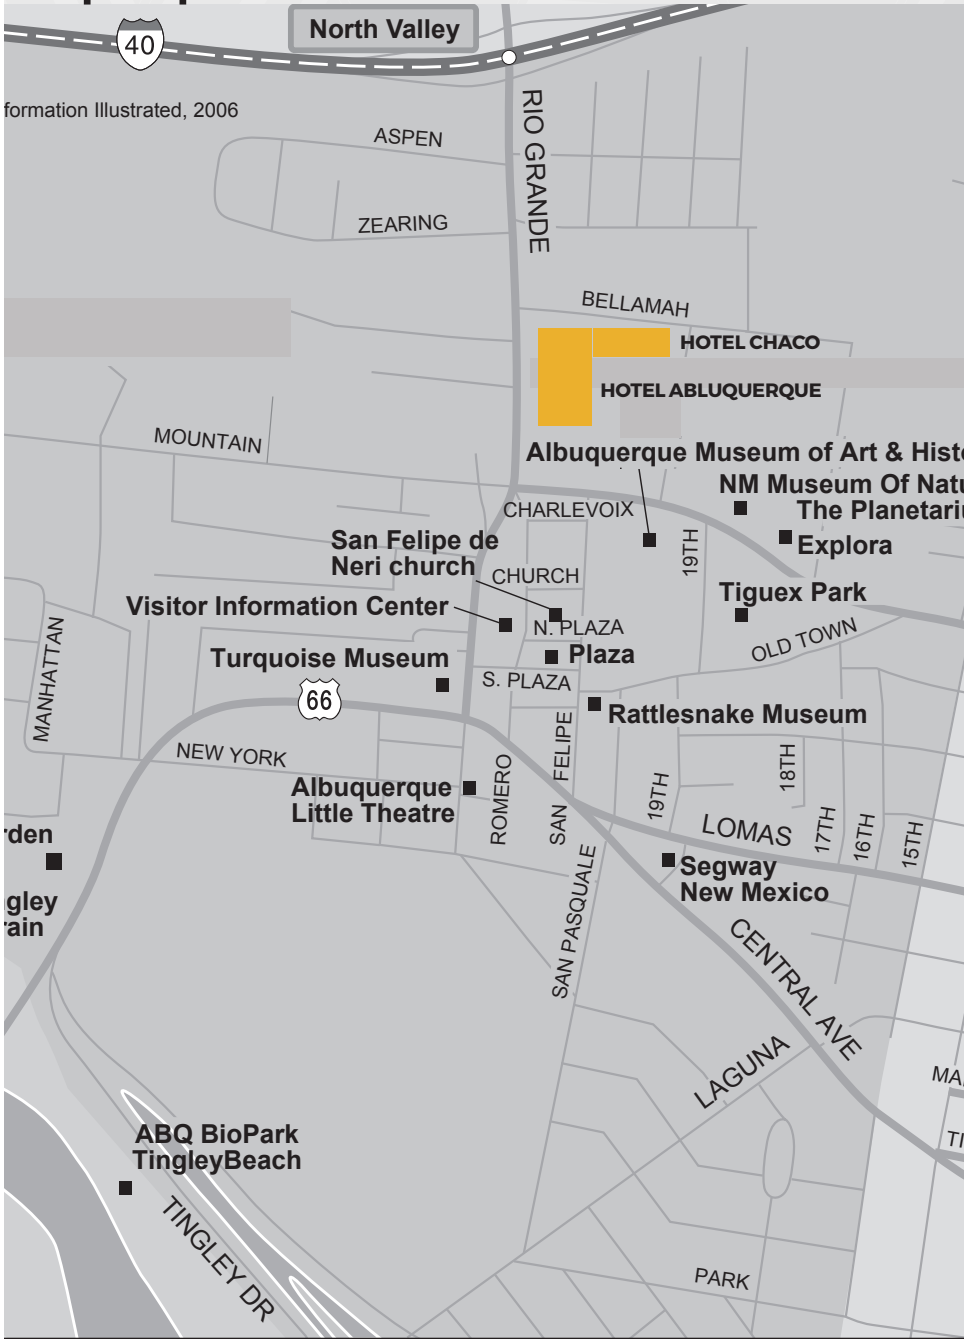 North Valley
40
formation Illustrated, 2006
ASPEN
RIO GRANDE
ZEARING
BELLAMAH
HOTEL CHACO
HOTEL ABLUQUERQUE
MOUNTAIN
Albuquerque Museum of Art & Histo
NM Museum Of Natu
The Planetariu
CHARLEVOIX
Explora
19TH
San Felipe de
Neri church
CHURCH
Tiguex Park
Visitor Information Center
N. PLAZA
OLD TOWN
Plaza
MANHATTAN
Turquoise Museum
S. PLAZA
66
Rattlesnake Museum
NEW YORK
SAN FELIPE
ROMERO
18TH
19TH
Albuquerque
Little Theatre
LOMAS
17TH
16TH
15TH
rden
Segway
New Mexico
SAN PASQUALE
gley
rain
CENTRAL AVE
LAGUNA
MA
TI
ABQ BioPark
TingleyBeach
TINGLEY DR
PARK